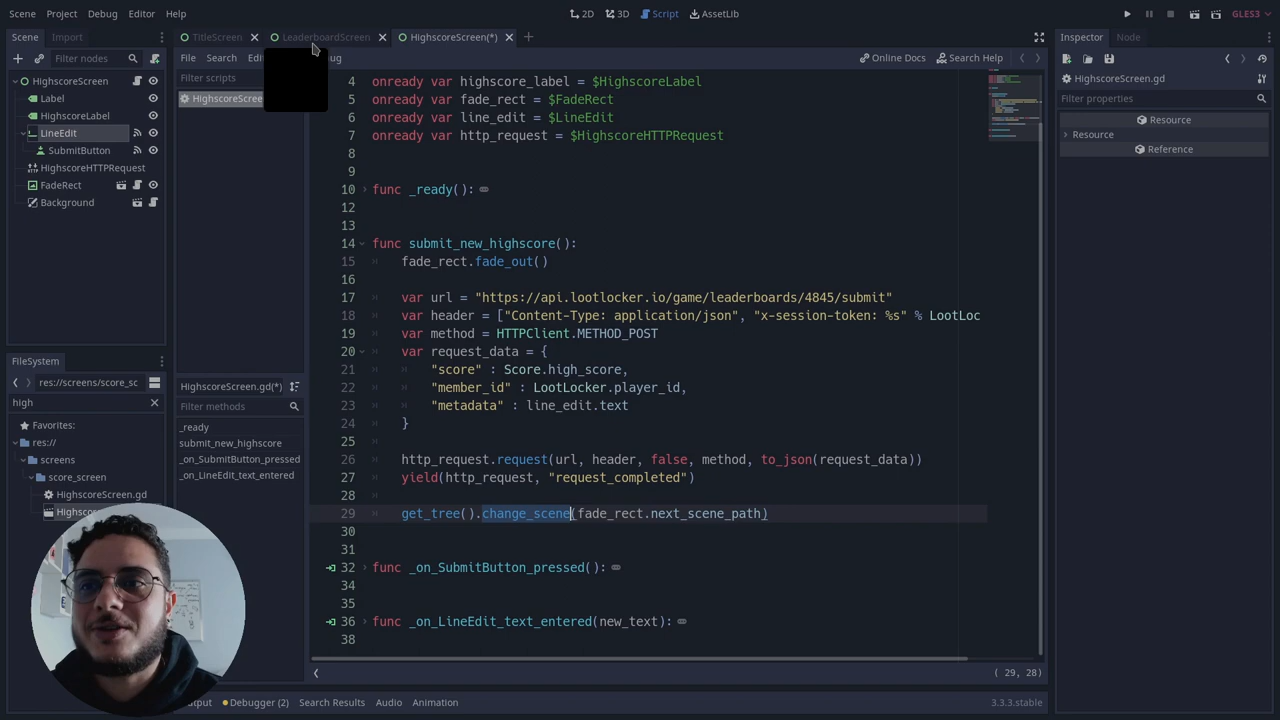 Scene Project Debug Editor Help
2D 3D Script AssetLib
GLES3
Scene Import
TitleScreen LeaderboardScreen HighscoreScreen(*)
Inspector Node
Filter nodes
File Search
Online Docs Search Help
HighscoreScreen
Label
HighscoreLabel
LineEdit
SubmitButton
HighscoreHTTPRequest
FadeRect
Background
Filter scripts
HighscoreScree
4 onready var highscore_label = $HighscoreLabel
5 onready var fade_rect = $FadeRect
6 onready var line_edit = $LineEdit
7 onready var http_request = $HighscoreHTTPRequest
8
9
10 func _ready():
12
13
14 func submit_new_highscore():
15 fade_rect.fade_out()
16
17 var url = "https://api.lootlocker.io/game/leaderboards/4845/submit"
18 var header = ["Content-Type: application/json", "x-session-token: %s" % LootLoc
19 var method = HTTPClient.METHOD_POST
20 var request_data = {
21 "score" : Score.high_score,
22 "member_id" : LootLocker.player_id,
23 "metadata" : line_edit.text
24 }
25
26 http_request.request(url, header, false, method, to_json(request_data))
27 yield(http_request, "request_completed")
28
29 get_tree().change_scene(fade_rect.next_scene_path)
30
31
32 func _on_SubmitButton_pressed():
34
35
36 func _on_LineEdit_text_entered(new_text):
38
HighscoreScreen.gd
Filter properties
Resource
Resource
Reference
FileSystem
res://screens/score_sc
high
Favorites:
res://
screens
score_screen
HighscoreScreen.gd
Highsc
HighscoreScreen.gd(*)
Filter methods
_ready
submit_new_highscore
_on_SubmitButton_pressed
_on_LineEdit_text_entered
( 29, 28)
Debugger (2) Search Results Audio Animation
3.3.3.stable